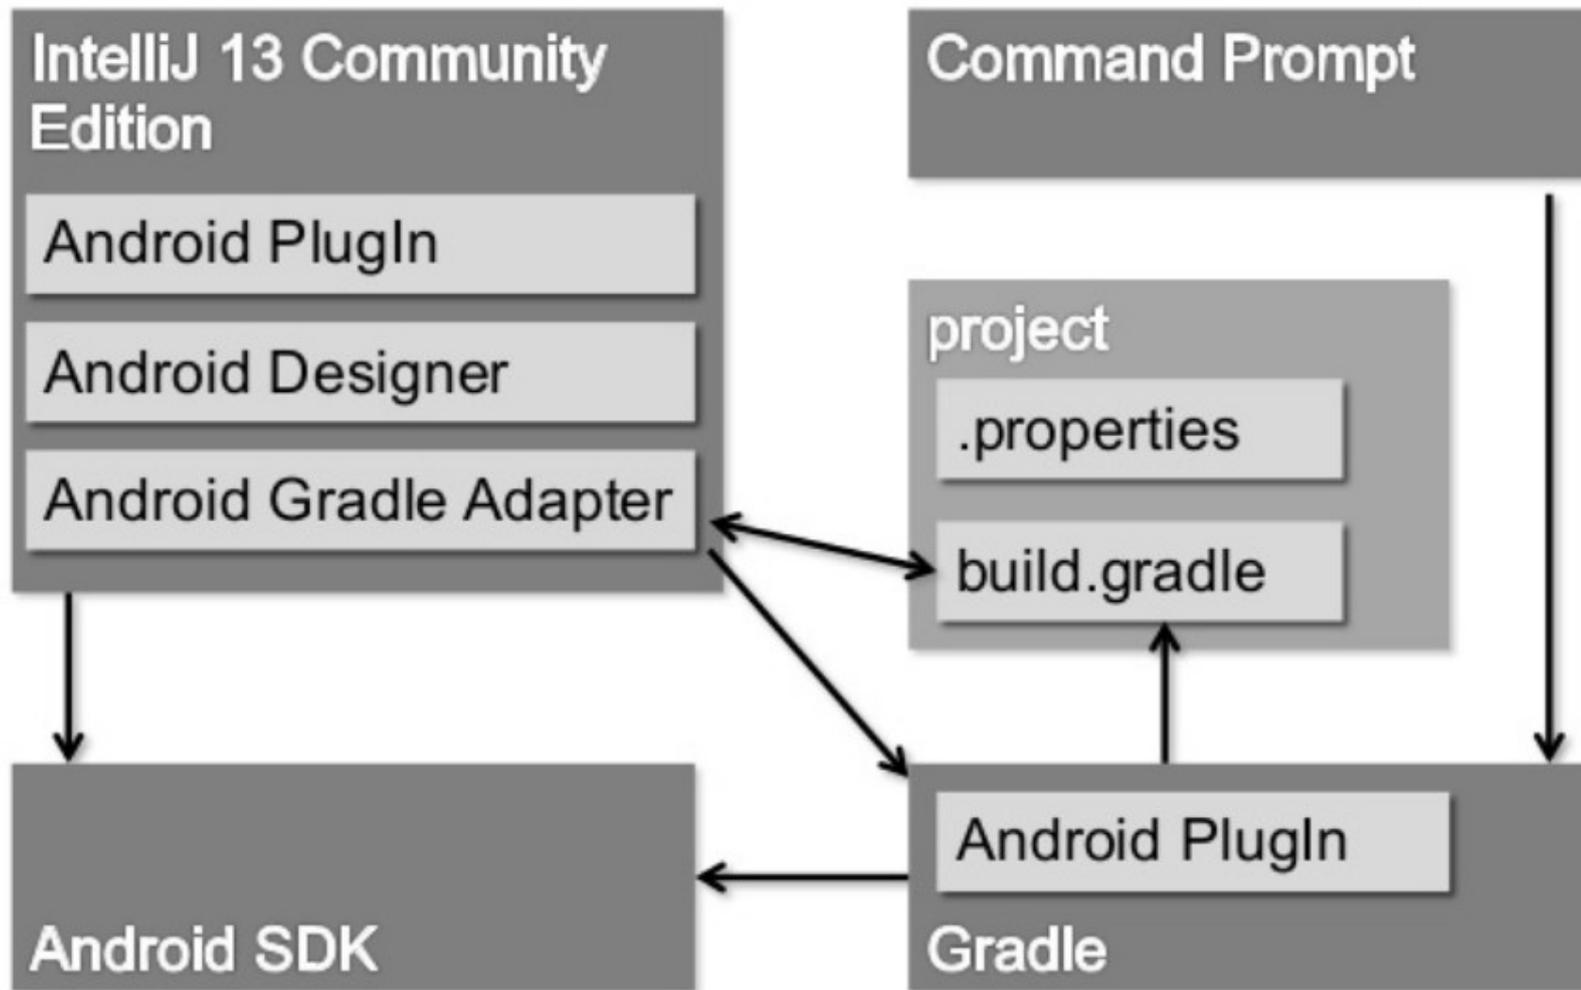 IntelliJ 13 Community
Edition
Android PlugIn
Android Designer
Android Gradle Adapter
Command Prompt
project
.properties
build.gradle
Android SDK
Android PlugIn
Gradle